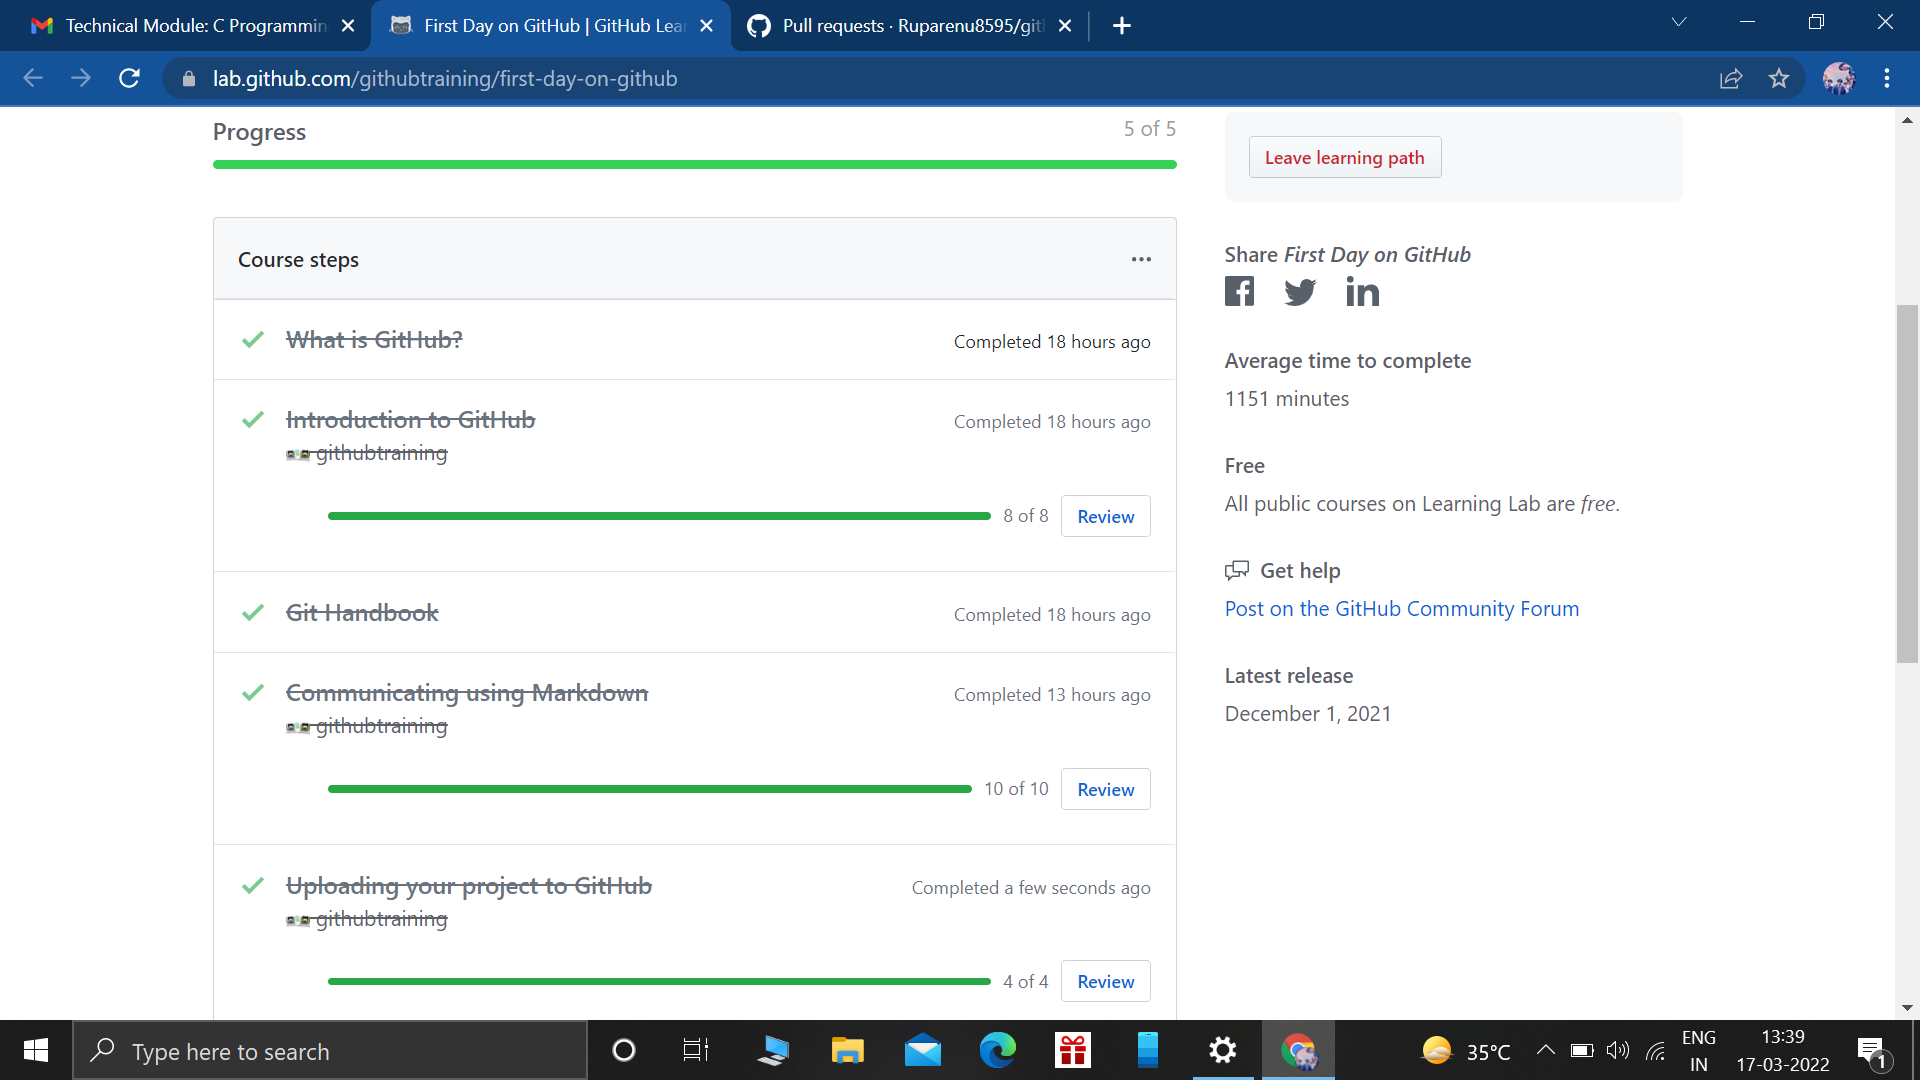 Technical Module: C Programmin
First Day on GitHub | GitHub Lear
Pull requests · Ruparenu8595/gitl
lab.github.com/githubtraining/first-day-on-github
Progress
5 of 5
Leave learning path
Course steps
What is GitHub?
Completed 18 hours ago
Introduction to GitHub
Completed 18 hours ago
githubtraining
8 of 8
Review
Git Handbook
Completed 18 hours ago
Communicating using Markdown
Completed 13 hours ago
githubtraining
10 of 10
Review
Uploading your project to GitHub
Completed a few seconds ago
githubtraining
4 of 4
Review
Share First Day on GitHub
Average time to complete
1151 minutes
Free
All public courses on Learning Lab are free.
Get help
Post on the GitHub Community Forum
Latest release
December 1, 2021
Type here to search
35°C
ENG
IN
13:39
17-03-2022
1